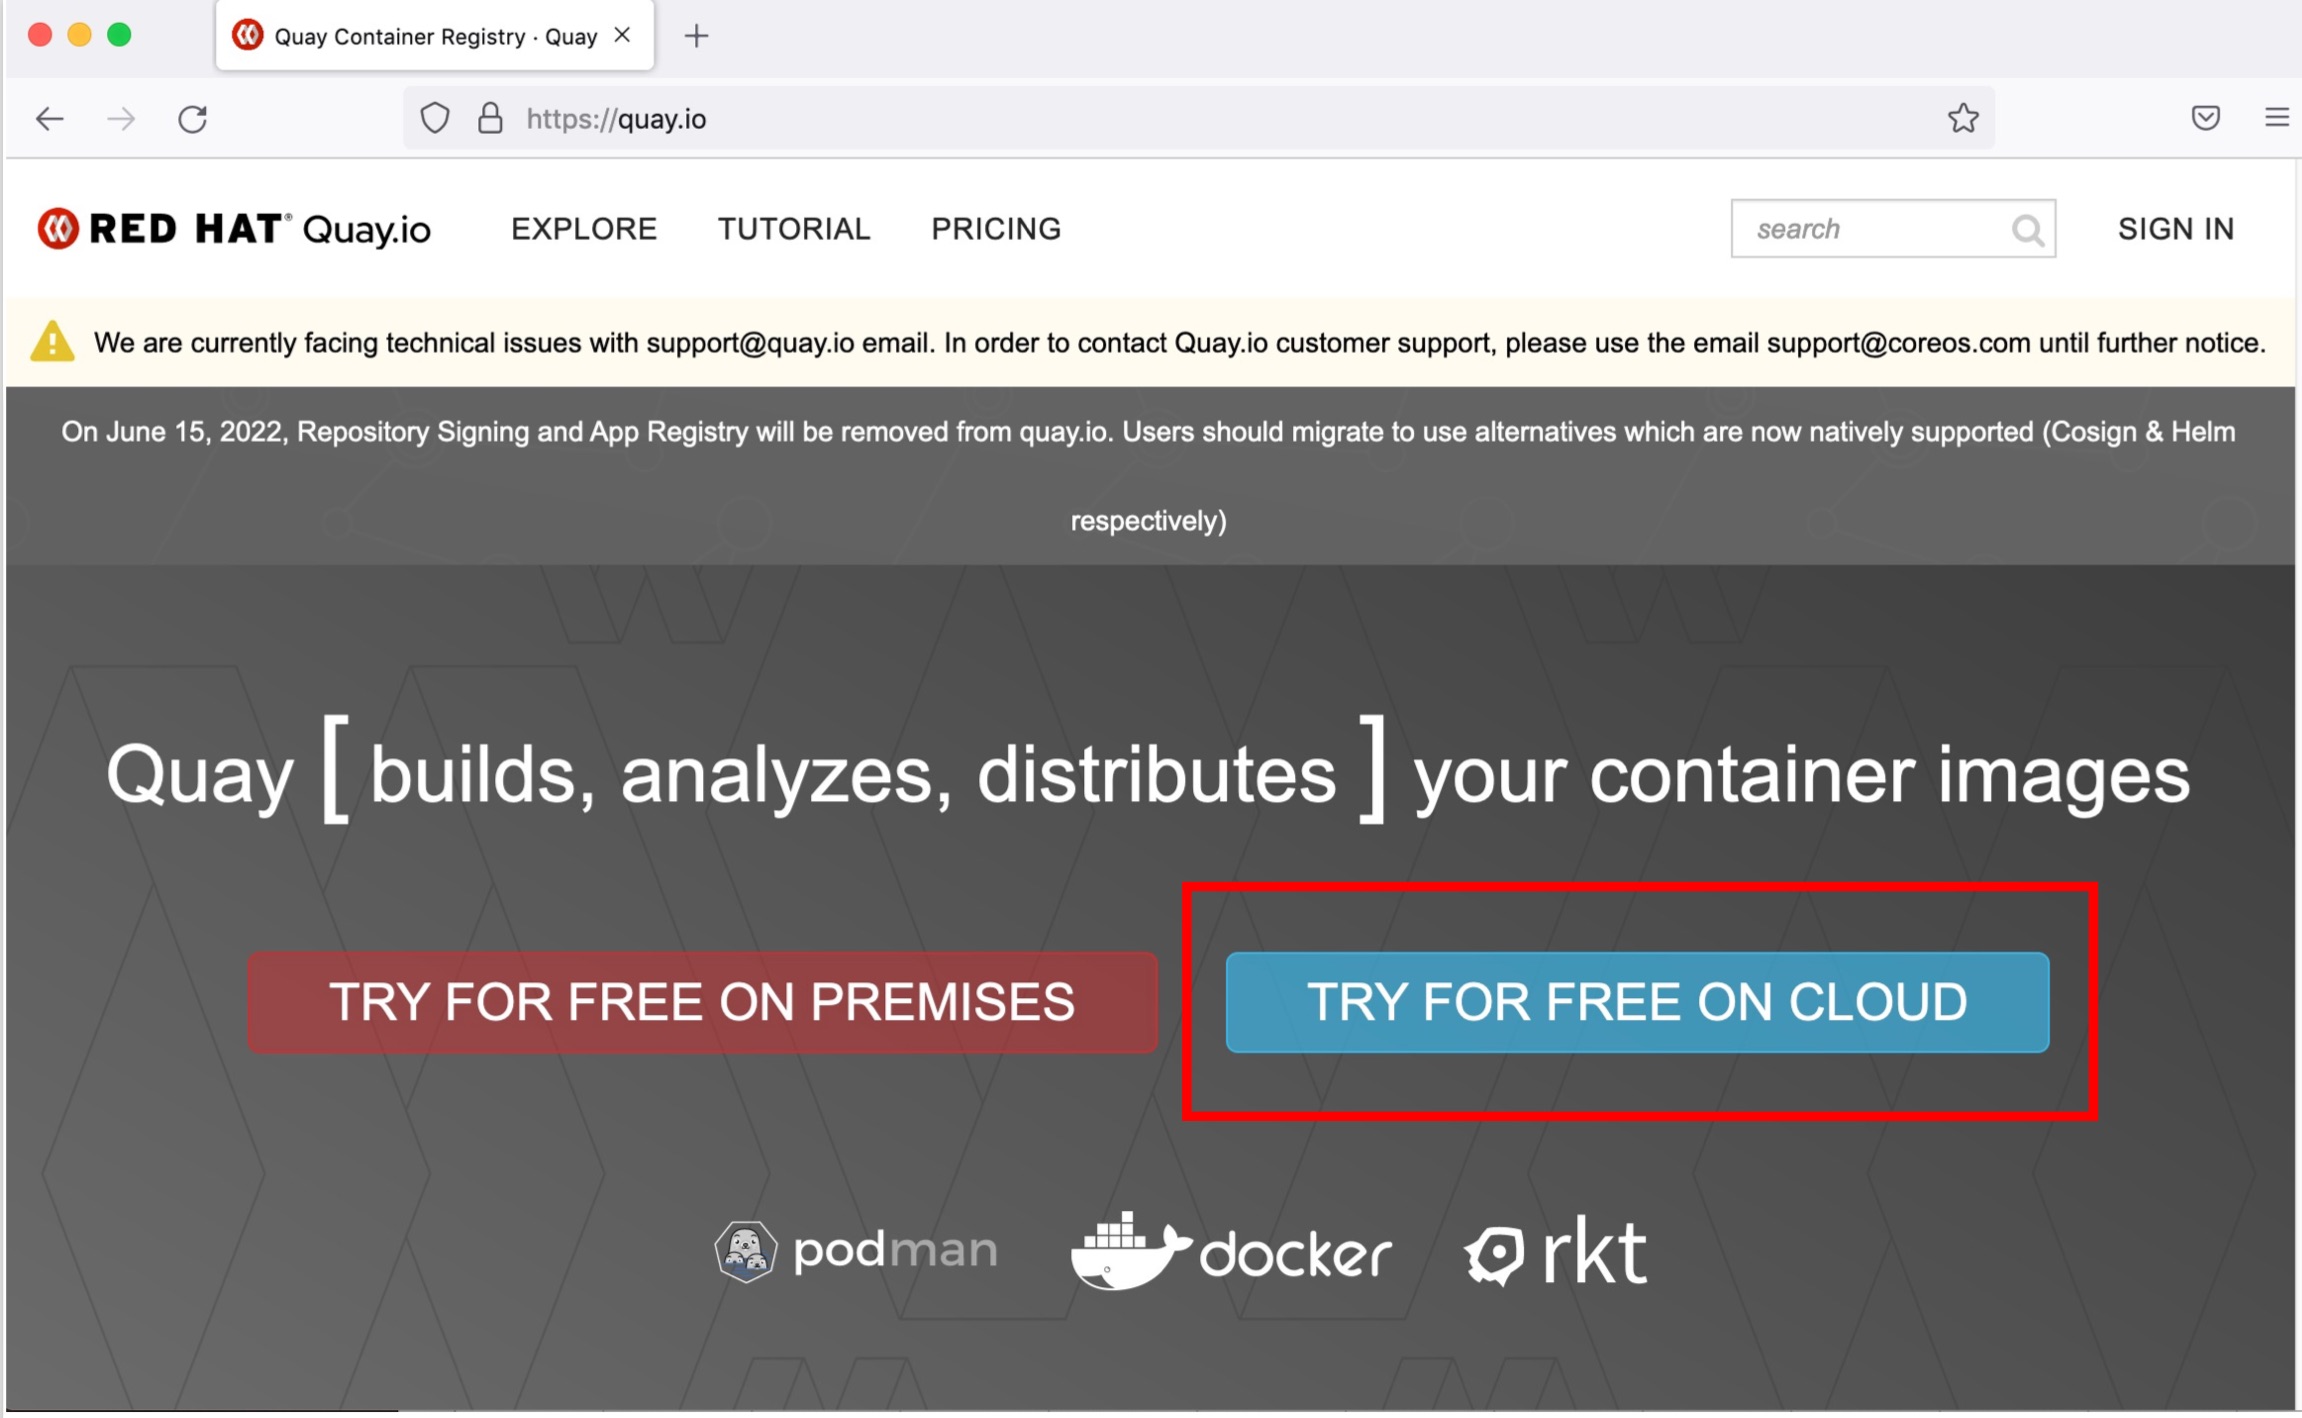 Quay Container Registry · Quay
https://quay.io
RED HAT® Quay.io EXPLORE TUTORIAL PRICING search SIGN IN
We are currently facing technical issues with support@quay.io email. In order to contact Quay.io customer support, please use the email support@coreos.com until further notice.
On June 15, 2022, Repository Signing and App Registry will be removed from quay.io. Users should migrate to use alternatives which are now natively supported (Cosign & Helm
respectively)
Quay [ builds, analyzes, distributes ] your container images
TRY FOR FREE ON PREMISES TRY FOR FREE ON CLOUD
podman docker rkt